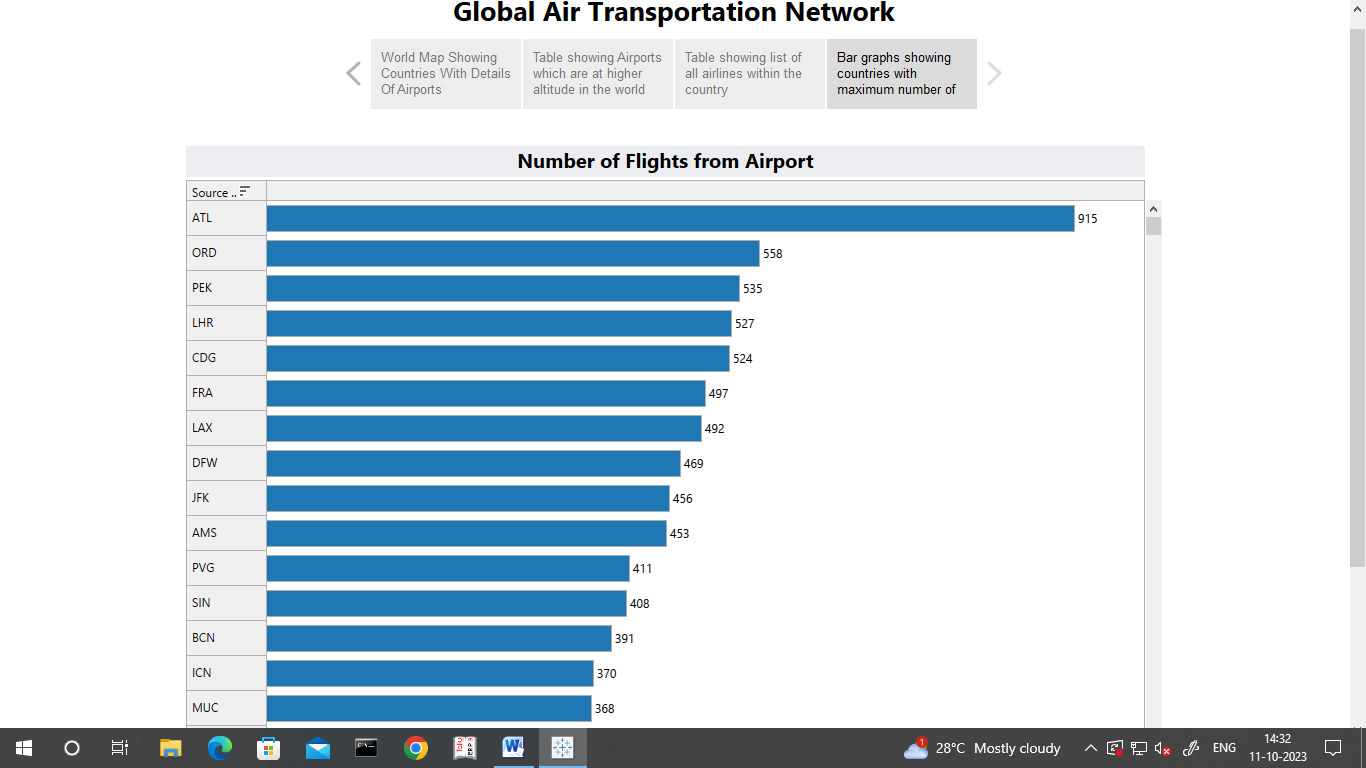 Global Air Transportation Network
World Map Showing
Countries With Details
Of Airports
Table showing Airports
which are at higher
altitude in the world
Table showing list of
all airlines within the
country
Bar graphs showing
countries with
maximum number of
Number of Flights from Airport
Source ..
ATL 915
ORD 558
PEK 535
LHR 527
CDG 524
FRA 497
LAX 492
DFW 469
JFK 456
AMS 453
PVG 411
SIN 408
BCN 391
ICN 370
MUC 368
1 28°C Mostly cloudy ENG 14:32
11-10-2023